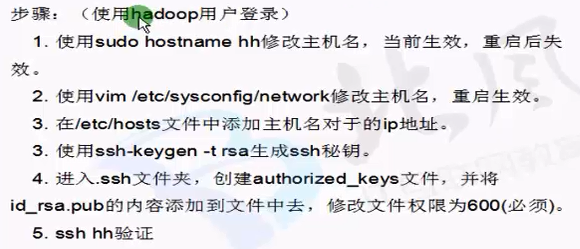 步骤：（使用hadoop用户登录）
1. 使用sudo hostname hh修改主机名，当前生效，重启后失
效。
2. 使用vim /etc/sysconfig/network修改主机名，重启生效。
3. 在/etc/hosts文件中添加主机名对于的ip地址。
3. 使用ssh-keygen -t rsa生成ssh秘钥。
4. 进入.ssh文件夹，创建authorized_keys文件，并将
id_rsa.pub的内容添加到文件中去，修改文件权限为600(必须)。
5. ssh hh验证